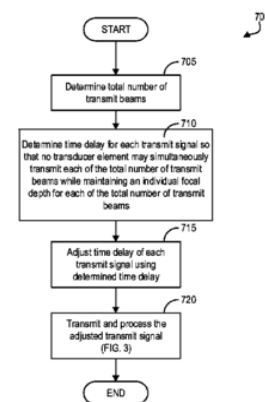 70
START
705
Determine total number of
transmit beams
710
Determine time delay for each transmit signal so
that no transducer element may simultaneously
transmit each of the total number of transmit
beams while maintaining an individual focal
depth for each of the total number of transmit
beams
715
Adjust time delay of each
transmit signal using
determined time delay
720
Transmit and process the
adjusted transmit signal
(FIG. 3)
END